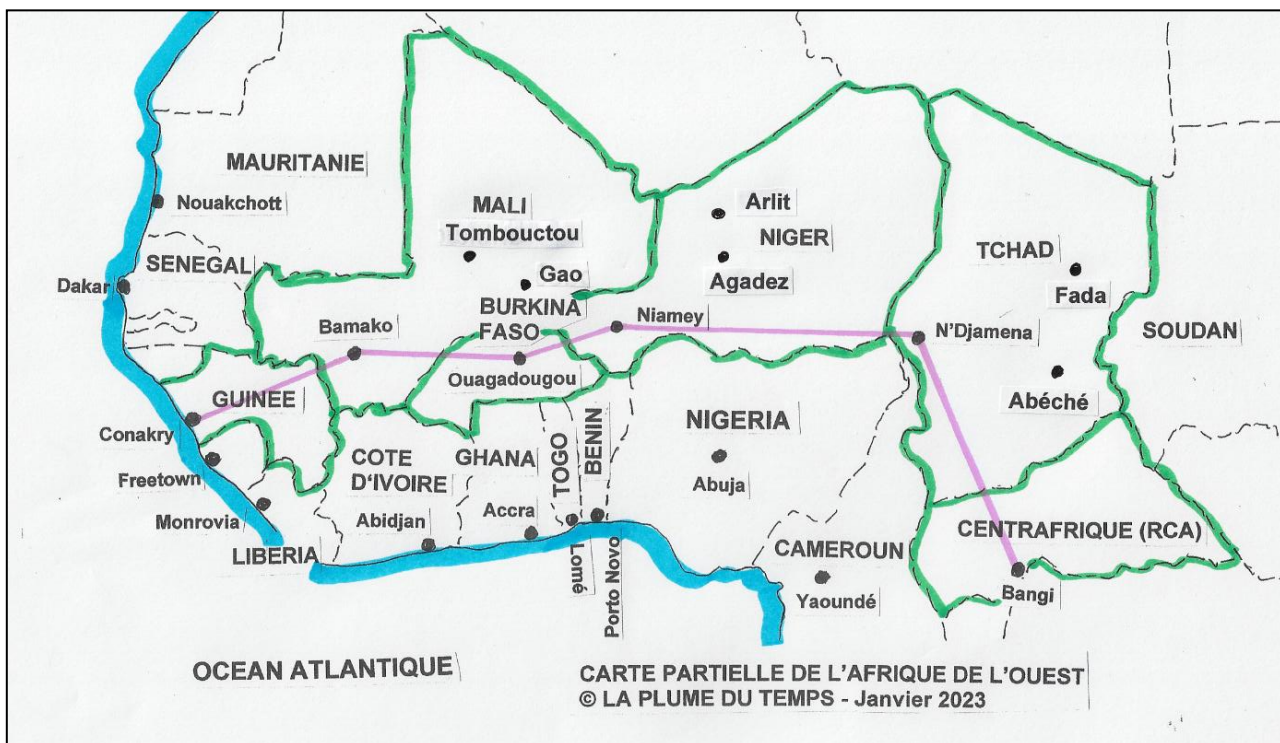 MAURITANIE
Nouakchott
MALI
Tombouctou
Gao
Arlit
NIGER
Agadez
TCHAD
Fada
SENEGAL
Dakar
BURKINA
FASO
Niamey
Bamako
N'Djamena
SOUDAN
Ouagadougou
Abéché
GUINEE
Conakry
NIGERIA
Freetown
COTE
D'IVOIRE
GHANA
TOGO
BENIN
Abuja
Monrovia
Abidjan
Accra
LIBERIA
Lomé
Porto Novo
CAMEROUN
Yaoundé
CENTRAFRIQUE (RCA)
Bangi
OCEAN ATLANTIQUE
CARTE PARTIELLE DE L'AFRIQUE DE L'OUEST
© LA PLUME DU TEMPS - Janvier 2023